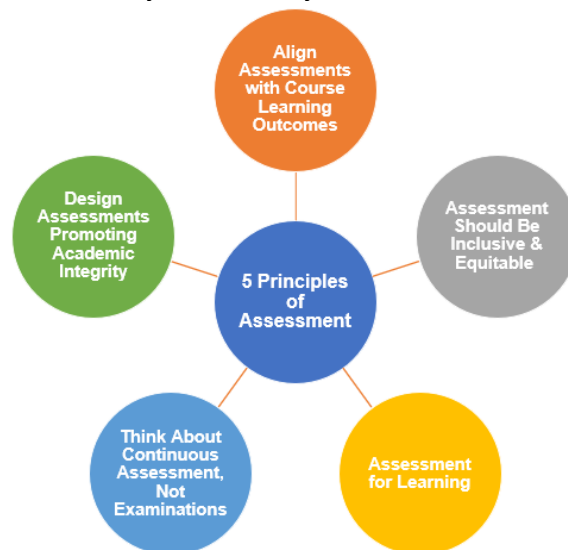 Align
Assessments
with Course
Learning
Outcomes
Design
Assessments
Promoting
Academic
Integrity
Assessment
Should Be
Inclusive &
Equitable
5 Principles
of
Assessment
Think About
Continuous
Assessment,
Not
Examinations
Assessment
for Learning